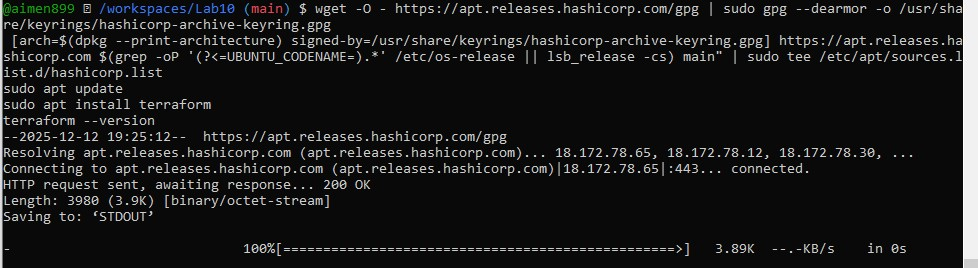 @aimen899 ⍰ /workspaces/Lab10 (main) $ wget -O - https://apt.releases.hashicorp.com/gpg | sudo gpg --dearmor -o /usr/sha
re/keyrings/hashicorp-archive-keyring.gpg
 [arch=$(dpkg --print-architecture) signed-by=/usr/share/keyrings/hashicorp-archive-keyring.gpg] https://apt.releases.ha
shicorp.com $(grep -oP '(?<=UBUNTU_CODENAME=).*' /etc/os-release || lsb_release -cs) main" | sudo tee /etc/apt/sources.l
ist.d/hashicorp.list
sudo apt update
sudo apt install terraform
terraform --version
--2025-12-12 19:25:12--  https://apt.releases.hashicorp.com/gpg
Resolving apt.releases.hashicorp.com (apt.releases.hashicorp.com)... 18.172.78.65, 18.172.78.12, 18.172.78.30, ...
Connecting to apt.releases.hashicorp.com (apt.releases.hashicorp.com)|18.172.78.65|:443... connected.
HTTP request sent, awaiting response... 200 OK
Length: 3980 (3.9K) [binary/octet-stream]
Saving to: ‘STDOUT’
-                              100%[=================================================>]   3.89K  --.-KB/s    in 0s